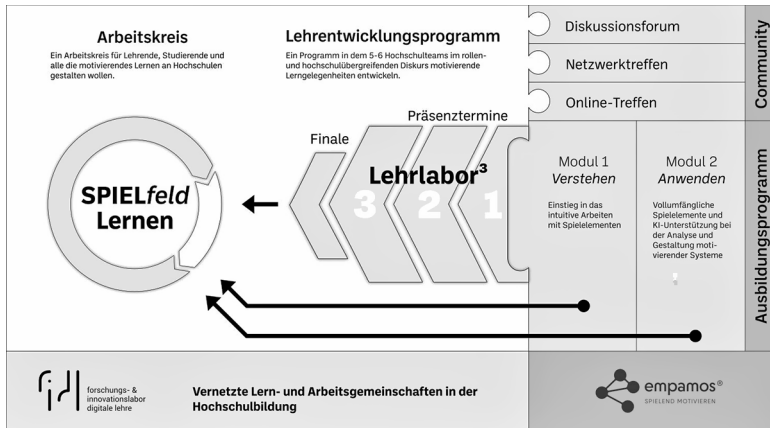 Arbeitskreis
Ein Arbeitskreis für Lehrende, Studierende und
alle die motivierendes Lernen an Hochschulen
gestalten wollen.
SPIELfeld
Lernen
Lehrentwicklungsprogramm
Ein Programm in dem 5-6 Hochschulteams im rollen-
und hochschulübergreifenden Diskurs motivierende
Lerngelegenheiten entwickeln.
Präsenztermine
Finale
Lehrlabor³
3 2 1
Diskussionsforum
Netzwerktreffen
Online-Treffen
Community
Modul 1
Verstehen
Einstieg in das
intuitive Arbeiten
mit Spielelementen
Modul 2
Anwenden
Vollumfängliche
Spielelemente und
KI-Unterstützung bei
der Analyse und
Gestaltung moti-
vierender Systeme
Ausbildungsprogramm
fidl
forschungs- &
innovationslabor
digitale lehre
Vernetzte Lern- und Arbeitsgemeinschaften in der
Hochschulbildung
empamos®
SPIELEND MOTIVIEREN